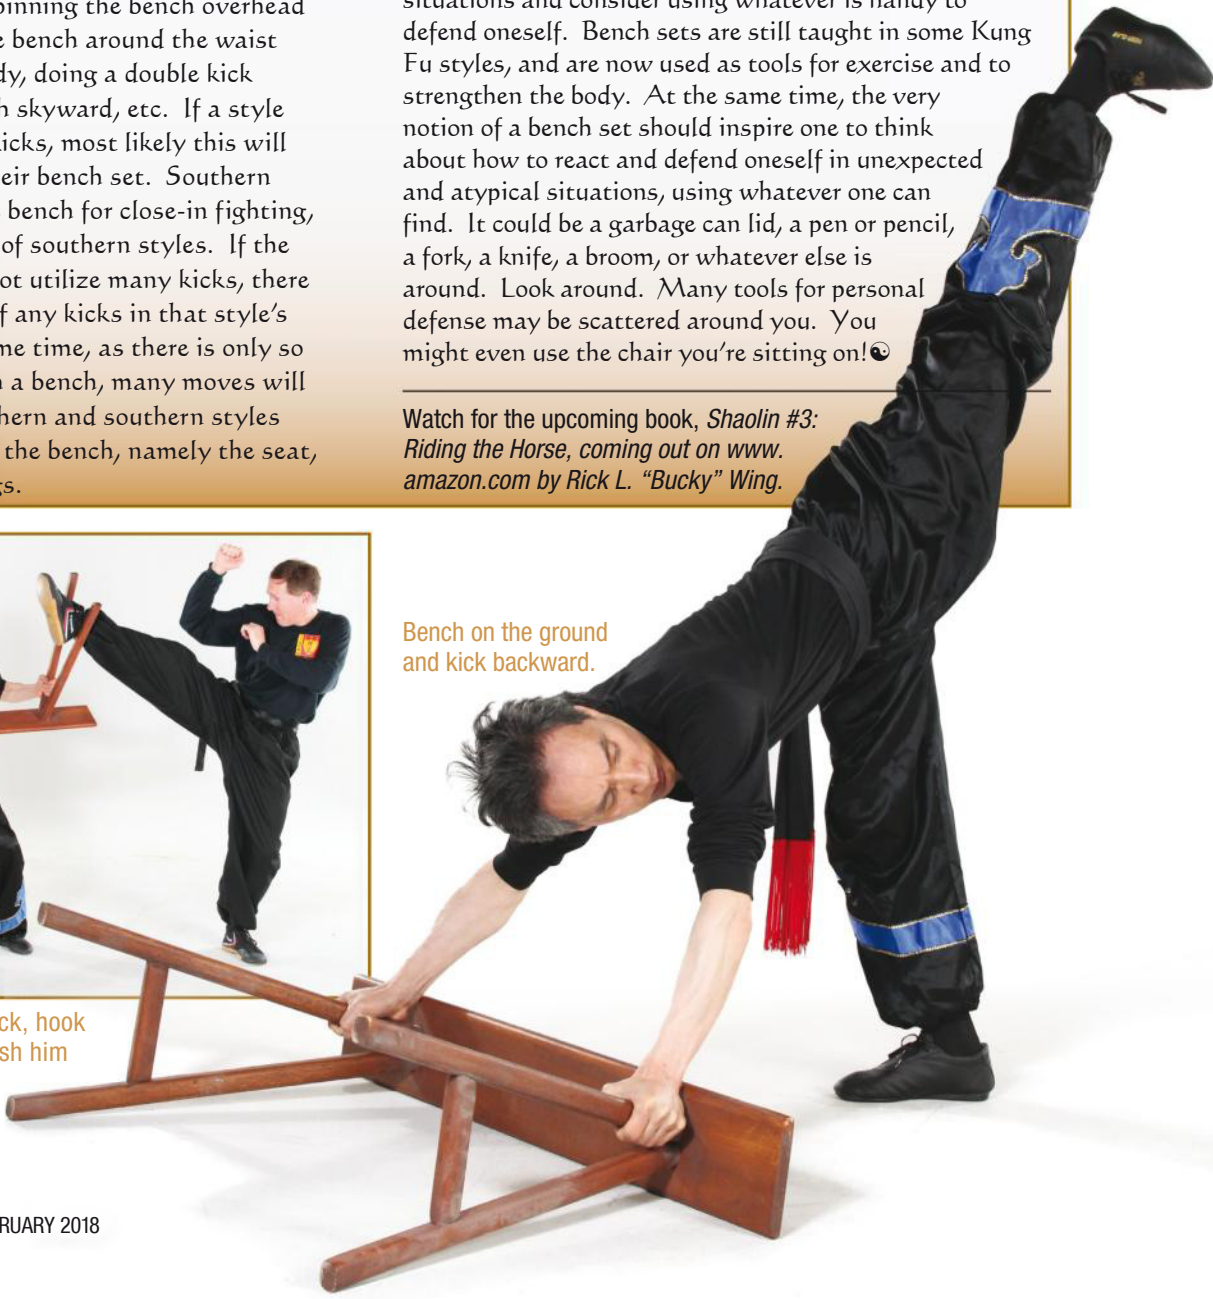 pinning the bench overhead
e bench around the waist
dy, doing a double kick
h skyward, etc. If a style
icks, most likely this will
eir bench set. Southern
bench for close-in fighting,
of southern styles. If the
ot utilize many kicks, there
f any kicks in that style's
me time, as there is only so
n a bench, many moves will
hern and southern styles
the bench, namely the seat,
gs.
situations and consider using whatever is handy to
defend oneself. Bench sets are still taught in some Kung
Fu styles, and are now used as tools for exercise and to
strengthen the body. At the same time, the very
notion of a bench set should inspire one to think
about how to react and defend oneself in unexpected
and atypical situations, using whatever one can
find. It could be a garbage can lid, a pen or pencil,
a fork, a knife, a broom, or whatever else is
around. Look around. Many tools for personal
defense may be scattered around you. You
might even use the chair you're sitting on!☯
Watch for the upcoming book, Shaolin #3:
Riding the Horse, coming out on www.
amazon.com by Rick L. “Bucky” Wing.
Bench on the ground
and kick backward.
ck, hook
sh him
RUARY 2018